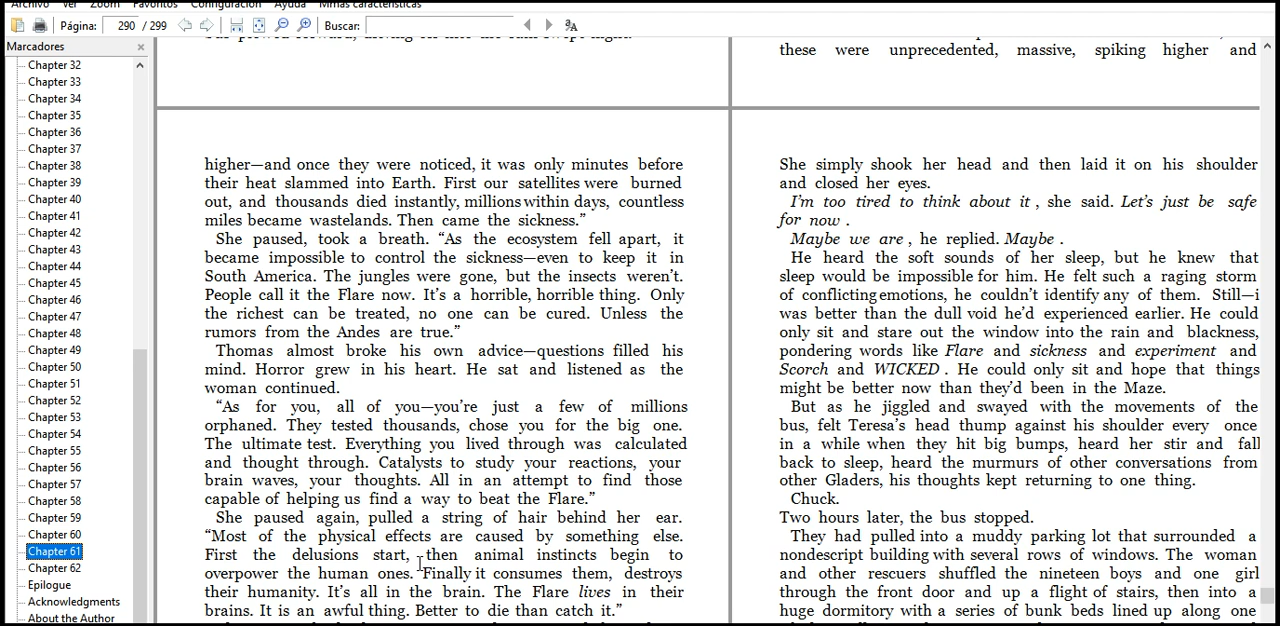 Archivo Ver Zoom Favoritos Configuración Ayuda Mimas características
Página: 290 / 299 Buscar:
Marcadores ×
Chapter 32
Chapter 33
Chapter 34
Chapter 35
Chapter 36
Chapter 37
Chapter 38
Chapter 39
Chapter 40
Chapter 41
Chapter 42
Chapter 43
Chapter 44
Chapter 45
Chapter 46
Chapter 47
Chapter 48
Chapter 49
Chapter 50
Chapter 51
Chapter 52
Chapter 53
Chapter 54
Chapter 55
Chapter 56
Chapter 57
Chapter 58
Chapter 59
Chapter 60
Chapter 61
Chapter 62
Epilogue
Acknowledgments
About the Author
higher—and once they were noticed, it was only minutes before
their heat slammed into Earth. First our satellites were burned
out, and thousands died instantly, millions within days, countless
miles became wastelands. Then came the sickness.”
She paused, took a breath. “As the ecosystem fell apart, it
became impossible to control the sickness—even to keep it in
South America. The jungles were gone, but the insects weren’t.
People call it the Flare now. It’s a horrible, horrible thing. Only
the richest can be treated, no one can be cured. Unless the
rumors from the Andes are true.”
Thomas almost broke his own advice—questions filled his
mind. Horror grew in his heart. He sat and listened as the
woman continued.
“As for you, all of you—you’re just a few of millions
orphaned. They tested thousands, chose you for the big one.
The ultimate test. Everything you lived through was calculated
and thought through. Catalysts to study your reactions, your
brain waves, your thoughts. All in an attempt to find those
capable of helping us find a way to beat the Flare.”
She paused again, pulled a string of hair behind her ear.
“Most of the physical effects are caused by something else.
First the delusions start, then animal instincts begin to
overpower the human ones. Finally it consumes them, destroys
their humanity. It’s all in the brain. The Flare lives in their
brains. It is an awful thing. Better to die than catch it.”
these were unprecedented, massive, spiking higher and
She simply shook her head and then laid it on his shoulder
and closed her eyes.
I’m too tired to think about it , she said. Let’s just be safe
for now .
Maybe we are , he replied. Maybe .
He heard the soft sounds of her sleep, but he knew that
sleep would be impossible for him. He felt such a raging storm
of conflicting emotions, he couldn’t identify any of them. Still—i
was better than the dull void he’d experienced earlier. He could
only sit and stare out the window into the rain and blackness,
pondering words like Flare and sickness and experiment and
Scorch and WICKED . He could only sit and hope that things
might be better now than they’d been in the Maze.
But as he jiggled and swayed with the movements of the
bus, felt Teresa’s head thump against his shoulder every once
in a while when they hit big bumps, heard her stir and fall
back to sleep, heard the murmurs of other conversations from
other Gladers, his thoughts kept returning to one thing.
Chuck.
Two hours later, the bus stopped.
They had pulled into a muddy parking lot that surrounded a
nondescript building with several rows of windows. The woman
and other rescuers shuffled the nineteen boys and one girl
through the front door and up a flight of stairs, then into a
huge dormitory with a series of bunk beds lined up along one